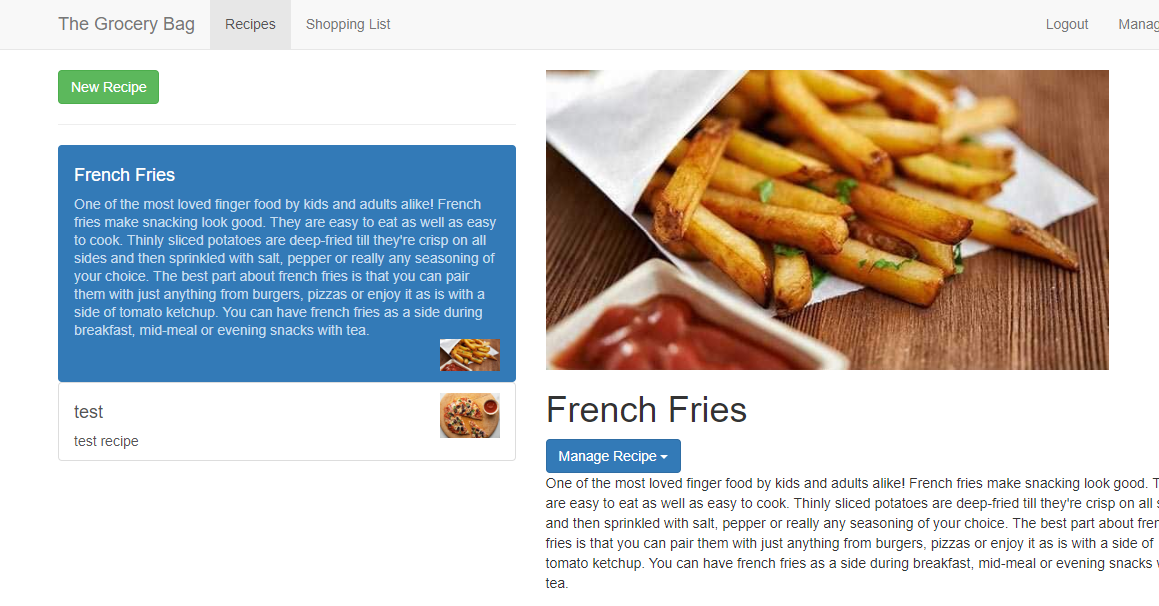 The Grocery Bag
Recipes
Shopping List
Logout
Manag
New Recipe
French Fries
One of the most loved finger food by kids and adults alike! French
fries make snacking look good. They are easy to eat as well as easy
to cook. Thinly sliced potatoes are deep-fried till they're crisp on all
sides and then sprinkled with salt, pepper or really any seasoning of
your choice. The best part about french fries is that you can pair
them with just anything from burgers, pizzas or enjoy it as is with a
side of tomato ketchup. You can have french fries as a side during
breakfast, mid-meal or evening snacks with tea.
test
test recipe
French Fries
Manage Recipe
One of the most loved finger food by kids and adults alike! French fries make snacking look good. T
are easy to eat as well as easy to cook. Thinly sliced potatoes are deep-fried till they're crisp on all s
and then sprinkled with salt, pepper or really any seasoning of your choice. The best part about fren
fries is that you can pair them with just anything from burgers, pizzas or enjoy it as is with a side of
tomato ketchup. You can have french fries as a side during breakfast, mid-meal or evening snacks w
tea.